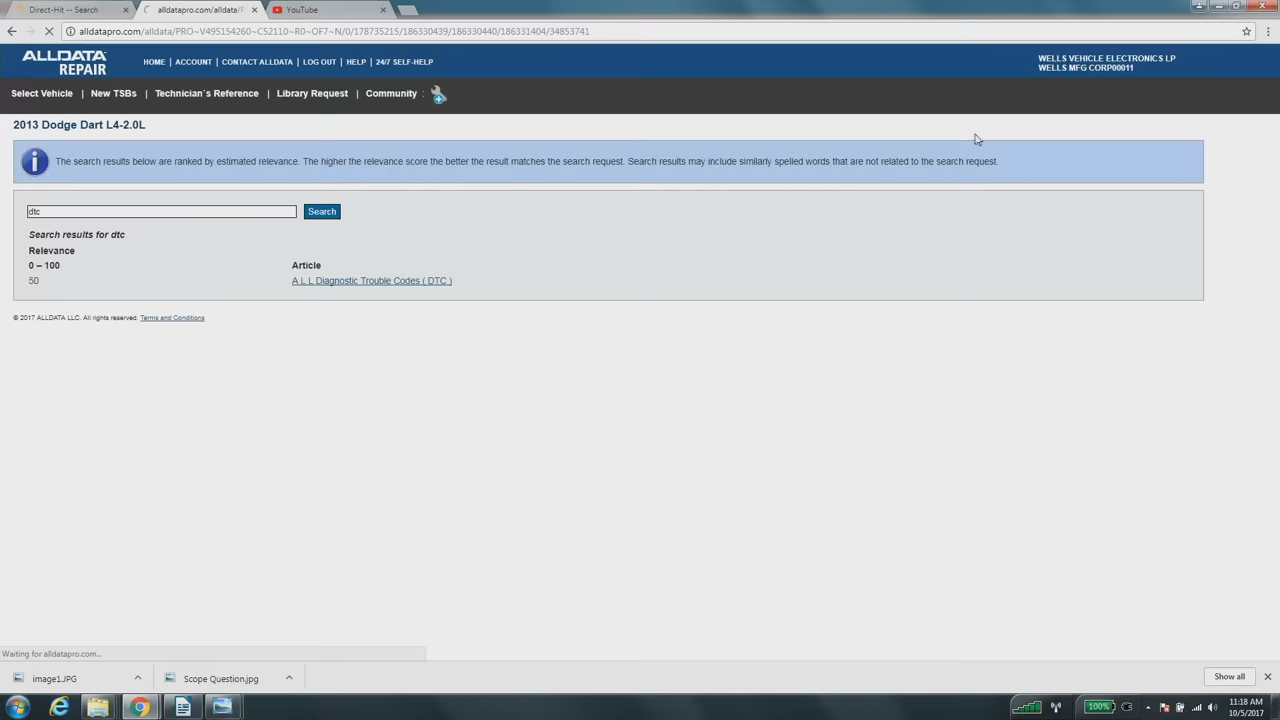 Direct-Hit -- Search
alldatapro.com/alldata/P
YouTube
alldatapro.com/alldata/PRO~V495154260~C52110~R0~OF7~N/0/178735215/186330439/186330440/186331404/34853741
ALLDATA
REPAIR
HOME | ACCOUNT | CONTACT ALLDATA | LOG OUT | HELP | 24/7 SELF-HELP
WELLS VEHICLE ELECTRONICS LP
WELLS MFG CORP00011
Select Vehicle | New TSBs | Technician`s Reference | Library Request | Community :
2013 Dodge Dart L4-2.0L
The search results below are ranked by estimated relevance. The higher the relevance score the better the result matches the search request. Search results may include similarly spelled words that are not related to the search request.
dtc
Search
Search results for dtc
Relevance
0 – 100 Article
50 A L L Diagnostic Trouble Codes ( DTC )
© 2017 ALLDATA LLC. All rights reserved. Terms and Conditions
Waiting for alldatapro.com...
image1.JPG
Scope Question.jpg
Show all
100%
11:18 AM
10/5/2017